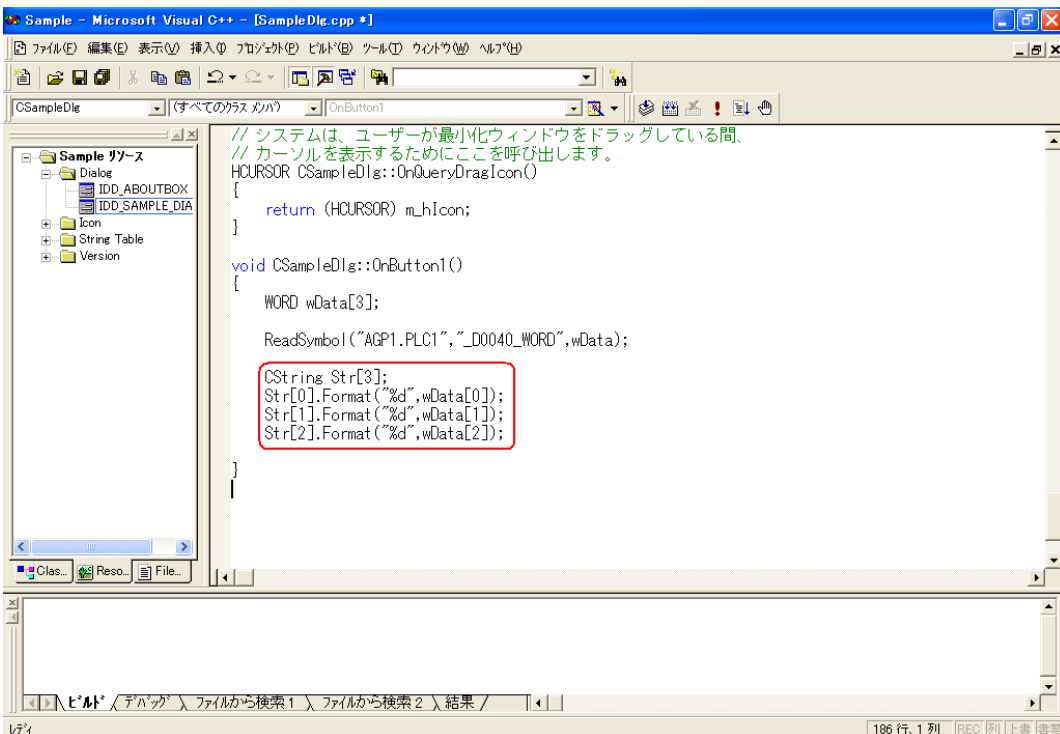 Sample - Microsoft Visual C++ - [SampleDlg.cpp *]
ファイル(F) 編集(E) 表示(V) 挿入(I) プロジェクト(P) ビルド(B) ツール(T) ウィンドウ(W) ヘルプ(H)
CSampleDlg (すべてのクラス メンバ) OnButton1
Sample リソース
Dialog
IDD_ABOUTBOX
IDD_SAMPLE_DIA
Icon
String Table
Version
Clas... Reso... File...
// システムは、ユーザーが最小化ウィンドウをドラッグしている間、
// カーソルを表示するためにここを呼び出します。
HCURSOR CSampleDlg::OnQueryDragIcon()
{
return (HCURSOR) m_hIcon;
}
void CSampleDlg::OnButton1()
{
WORD wData[3];
ReadSymbol("AGP1.PLC1","_D0040_WORD",wData);
CString Str[3];
Str[0].Format("%d",wData[0]);
Str[1].Format("%d",wData[1]);
Str[2].Format("%d",wData[2]);
}
ビルド デバッグ ファイルから検索 1 ファイルから検索 2 結果
レディ 186 行、1 列 REC 列 上書 書禁